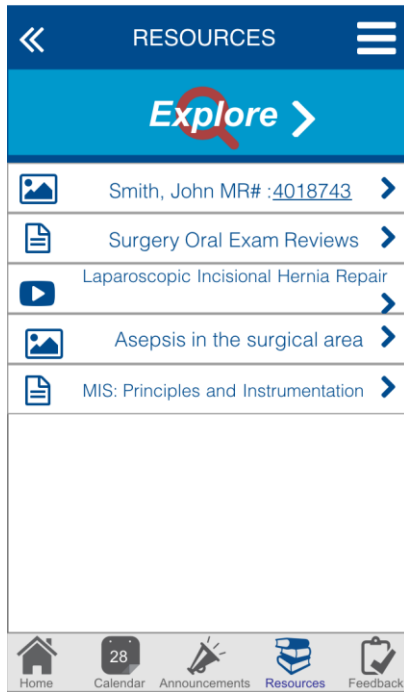 RESOURCES
Explore
Smith, John MR# :4018743
Surgery Oral Exam Reviews
Laparoscopic Incisional Hernia Repair
Asepsis in the surgical area
MIS: Principles and Instrumentation
28
Home Calendar Announcements Resources Feedback